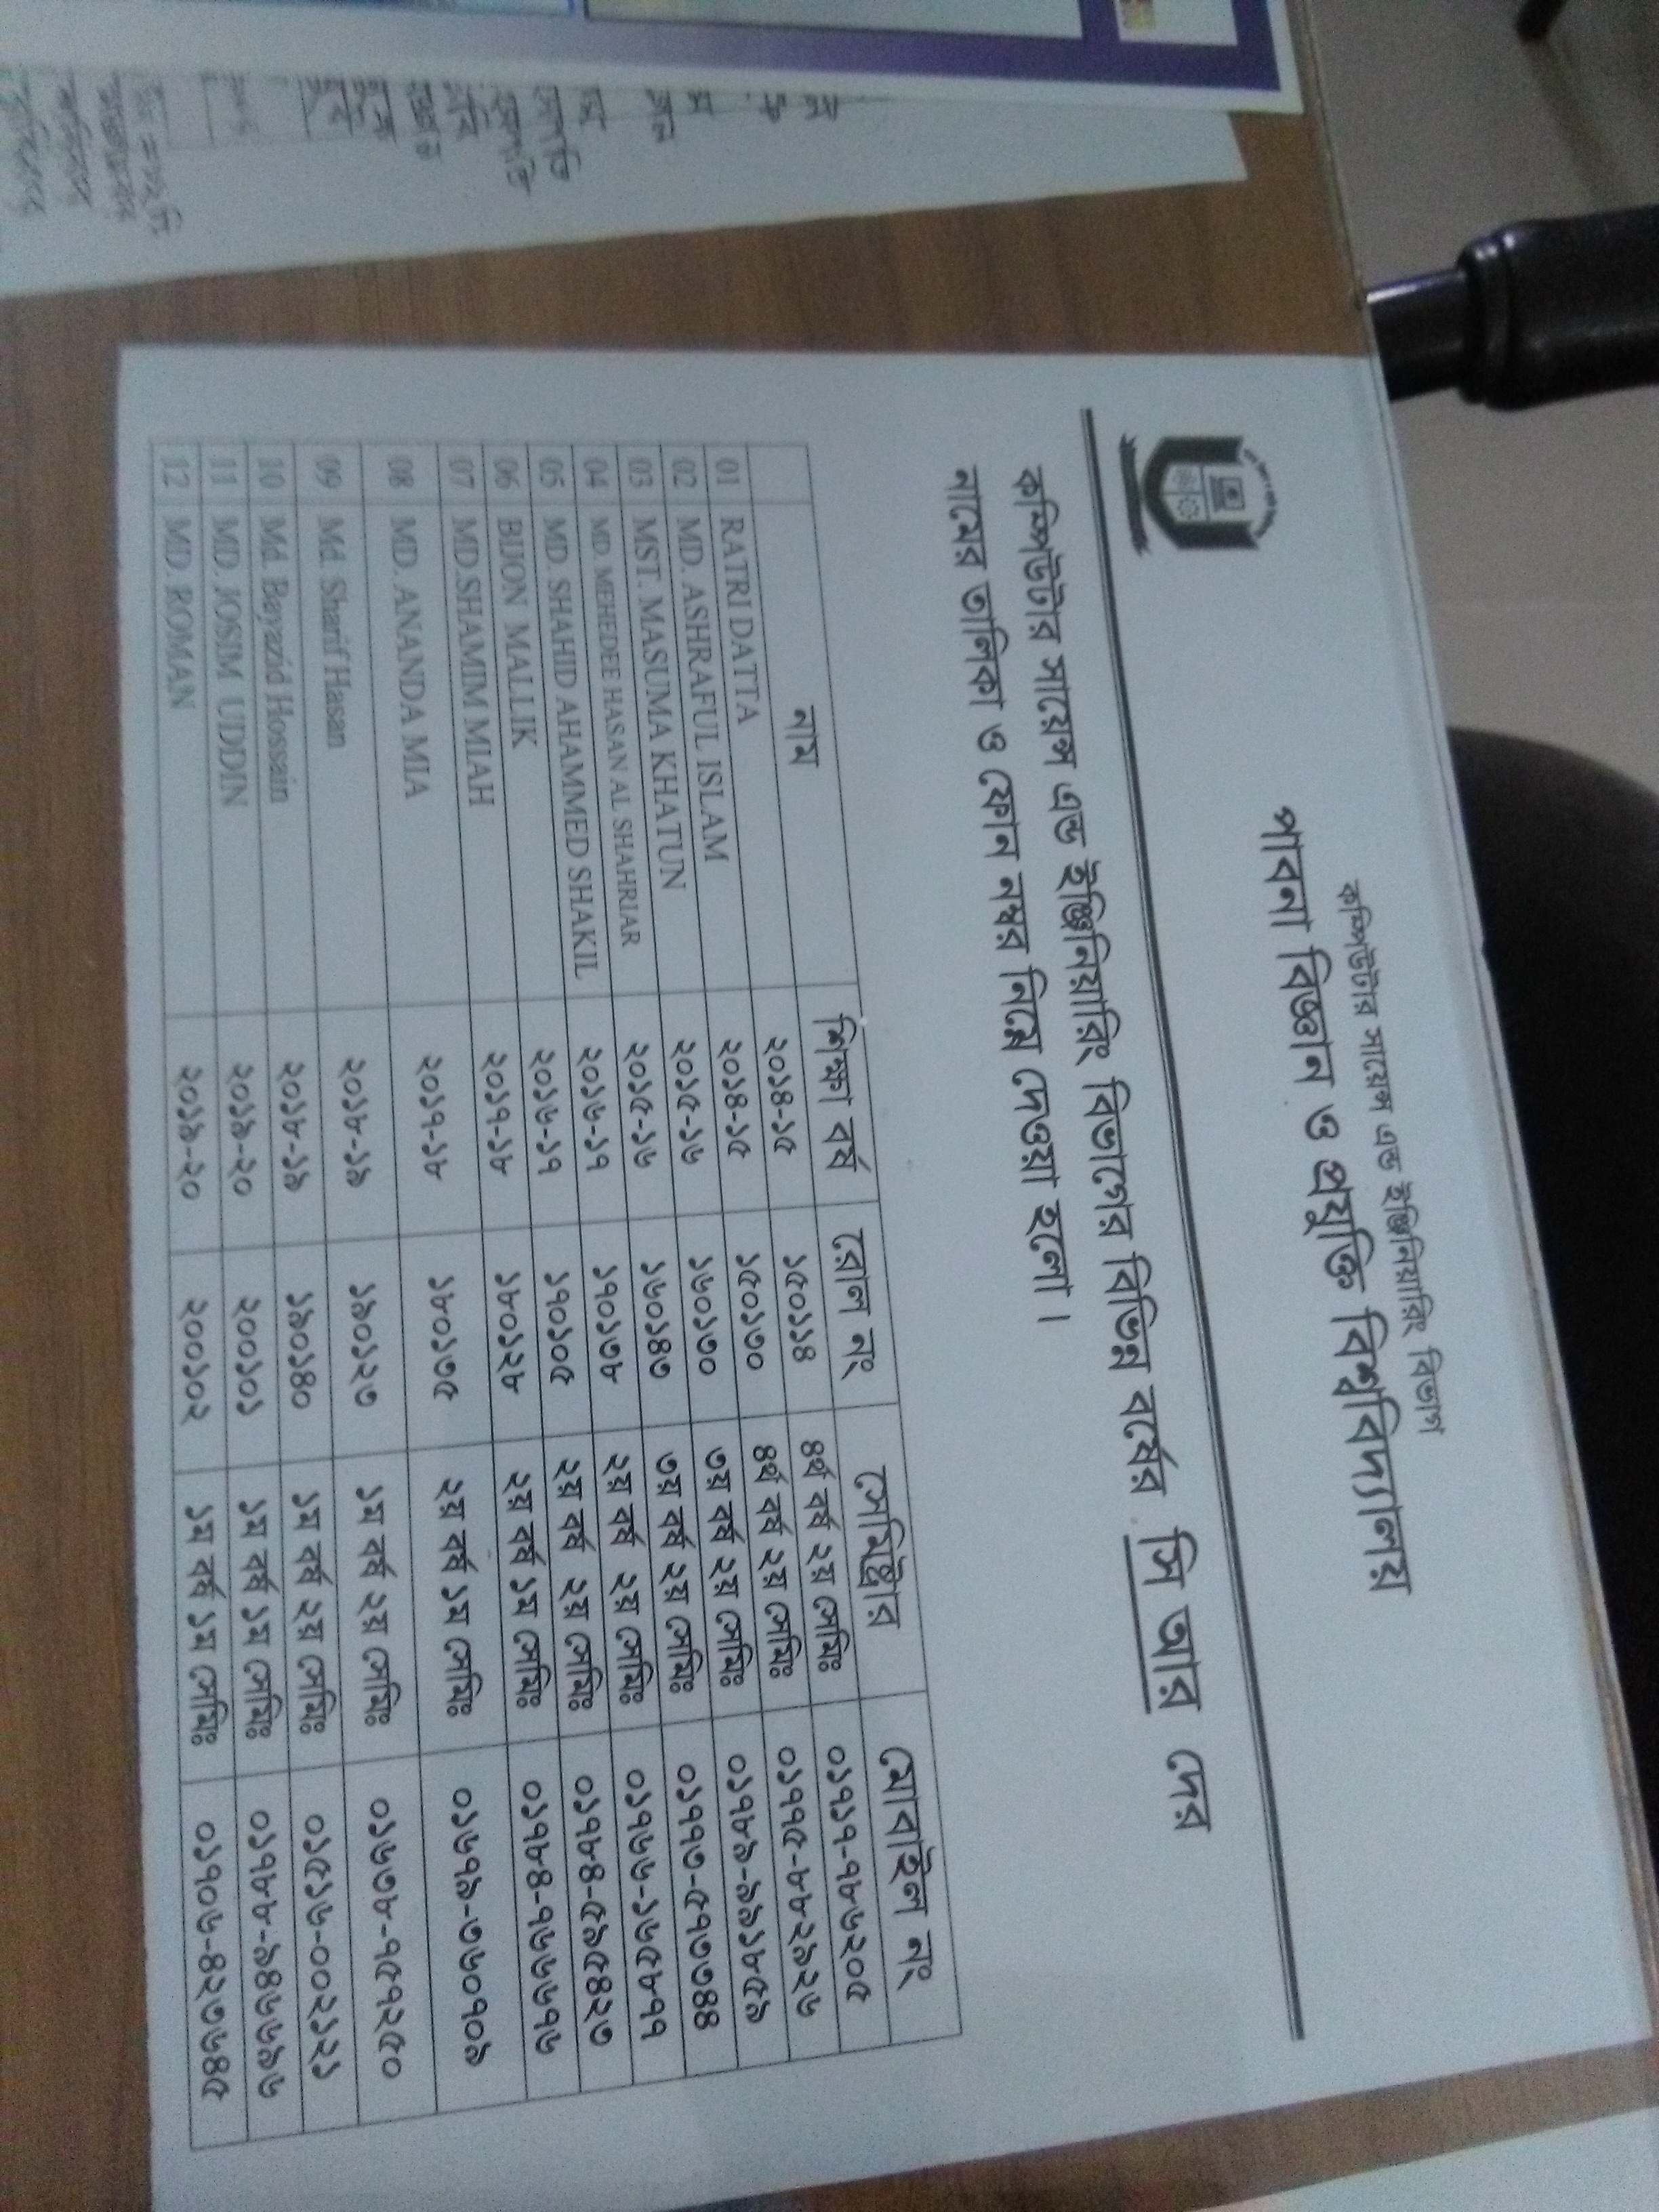 কম্পিউটার সায়েন্স এন্ড ইঞ্জিনিয়ারিং বিভাগ
পাবনা বিজ্ঞান ও প্রযুক্তি বিশ্ববিদ্যালয়
কম্পিউটার সায়েন্স এন্ড ইঞ্জিনিয়ারিং বিভাগের বিভিন্ন বর্ষের সি আর দের
নামের তালিকা ও ফোন নম্বর নিম্নে দেওয়া হলো।
নাম শিক্ষা বর্ষ রোল নং সেমিষ্টার মোবাইল নং
01 RATRI DATTA ২০১৪-১৫ ১৫০১১৪ ৪র্থ বর্ষ ২য় সেমিঃ ০১৭১৭-৭৮৬২০৫
02 MD. ASHRAFUL ISLAM ২০১৪-১৫ ১৫০১৩০ ৪র্থ বর্ষ ২য় সেমিঃ ০১৭৭৫-৮৮২৯২৬
03 MST. MASUMA KHATUN ২০১৫-১৬ ১৬০১৩০ ৩য় বর্ষ ২য় সেমিঃ ০১৭৮৯-৯৯১৮৫৯
04 MD. MEHEDEE HASAN AL SHAHRIAR ২০১৫-১৬ ১৬০১৪৩ ৩য় বর্ষ ২য় সেমিঃ ০১৭৭৩-৫৭৩৩৪৪
05 MD. SHAHID AHAMMED SHAKIL ২০১৬-১৭ ১৭০১৩৮ ২য় বর্ষ ২য় সেমিঃ ০১৭৬৬-১৬৫৮৭৭
06 BIJON MALLIK ২০১৬-১৭ ১৭০১০৫ ২য় বর্ষ ২য় সেমিঃ ০১৭৮৪-৫৯৫৪২৩
07 MD.SHAMIM MIAH ২০১৭-১৮ ১৮০১২৮ ২য় বর্ষ ১ম সেমিঃ ০১৭৮৪-৭৬৬৬৭৬
08 MD. ANANDA MIA ২০১৭-১৮ ১৮০১৩৫ ২য় বর্ষ ১ম সেমিঃ ০১৬৭৯-৩৬০৭০৯
09 Md. Sharif Hasan ২০১৮-১৯ ১৯০১২৩ ১ম বর্ষ ২য় সেমিঃ ০১৬৩৮-৭৫৭২৫০
10 Md. Bayazid Hossain ২০১৮-১৯ ১৯০১৪০ ১ম বর্ষ ২য় সেমিঃ ০১৫১৬-০০২১২১
11 MD. JOSIM UDDIN ২০১৯-২০ ২০০১০১ ১ম বর্ষ ১ম সেমিঃ ০১৭৮৮-৯৪৬৬৯৬
12 MD. ROMAN ২০১৯-২০ ২০০১০২ ১ম বর্ষ ১ম সেমিঃ ০১৭০৬-৪২৩৬৪৫